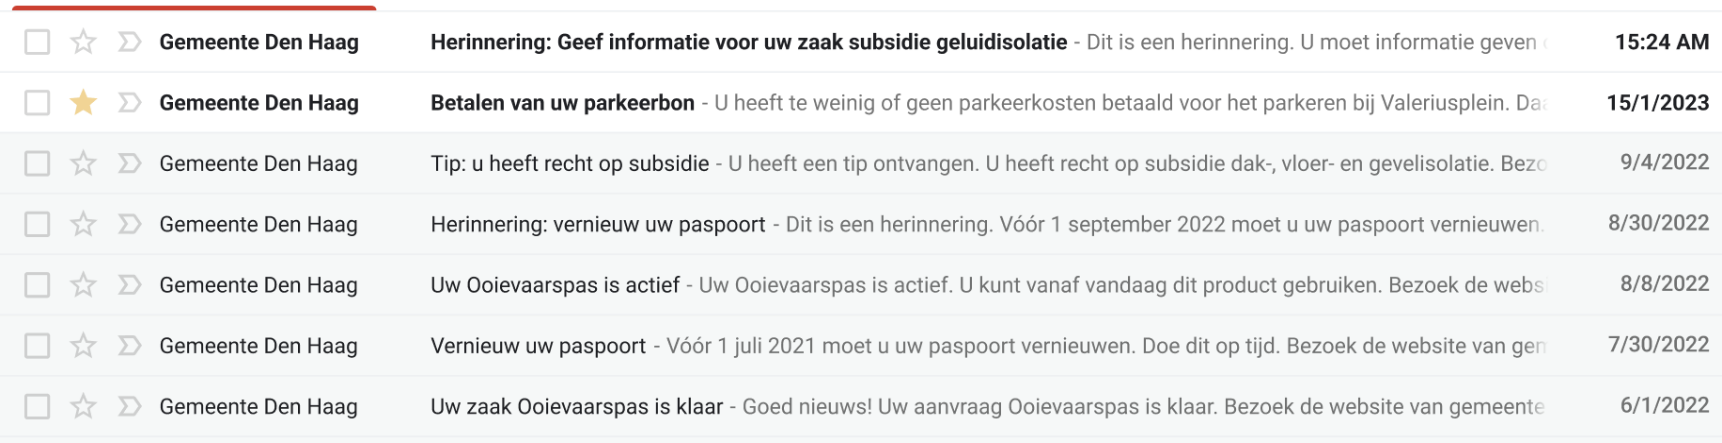 Gemeente Den Haag Herinnering: Geef informatie voor uw zaak subsidie geluidisolatie - Dit is een herinnering. U moet informatie geven 15:24 AM
Gemeente Den Haag Betalen van uw parkeerbon - U heeft te weinig of geen parkeerkosten betaald voor het parkeren bij Valeriusplein. Daa 15/1/2023
Gemeente Den Haag Tip: u heeft recht op subsidie - U heeft een tip ontvangen. U heeft recht op subsidie dak-, vloer- en gevelisolatie. Bezo 9/4/2022
Gemeente Den Haag Herinnering: vernieuw uw paspoort - Dit is een herinnering. Vóór 1 september 2022 moet u uw paspoort vernieuwen. 8/30/2022
Gemeente Den Haag Uw Ooievaarspas is actief - Uw Ooievaarspas is actief. U kunt vanaf vandaag dit product gebruiken. Bezoek de webs 8/8/2022
Gemeente Den Haag Vernieuw uw paspoort - Vóór 1 juli 2021 moet u uw paspoort vernieuwen. Doe dit op tijd. Bezoek de website van gem 7/30/2022
Gemeente Den Haag Uw zaak Ooievaarspas is klaar - Goed nieuws! Uw aanvraag Ooievaarspas is klaar. Bezoek de website van gemeente 6/1/2022